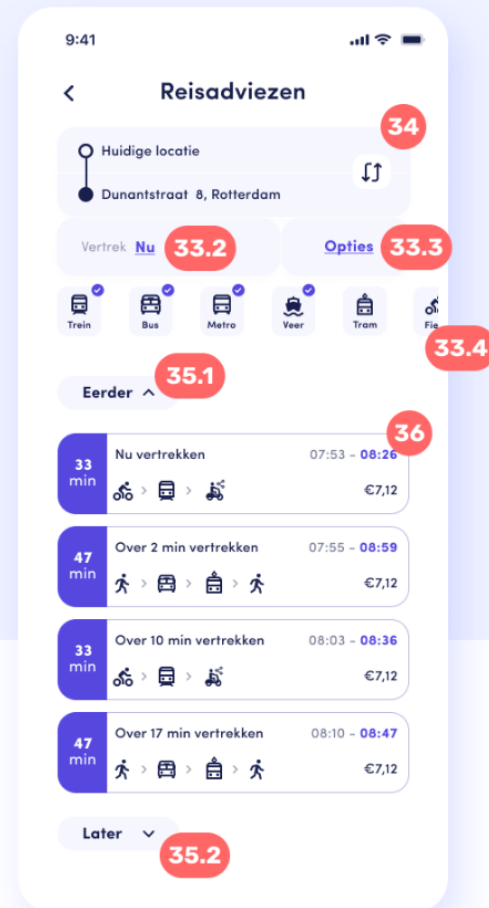 9:41
Reisadviezen
34
Huidige locatie
Dunantstraat 8, Rotterdam
Vertrek Nu 33.2 Opties 33.3
Trein Bus Metro Veer Tram Fie
33.4
35.1
Eerder
36
33 min Nu vertrekken 07:53 - 08:26
€7,12
47 min Over 2 min vertrekken 07:55 - 08:59
€7,12
33 min Over 10 min vertrekken 08:03 - 08:36
€7,12
47 min Over 17 min vertrekken 08:10 - 08:47
€7,12
Later
35.2